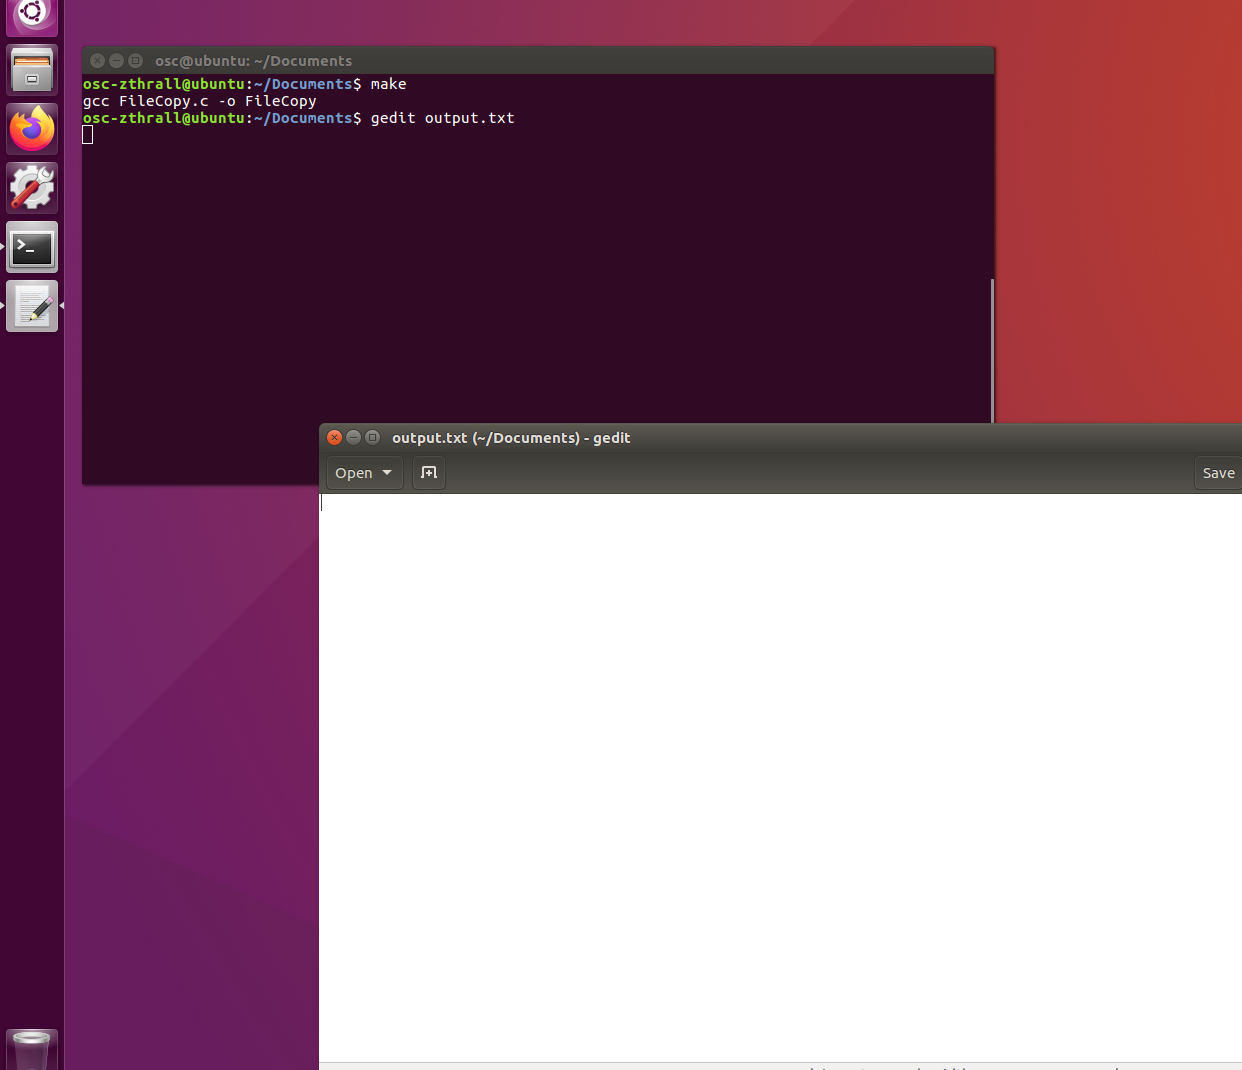 osc@ubuntu: ~/Documents
osc-zthrall@ubuntu:~/Documents$ make
gcc FileCopy.c -o FileCopy
osc-zthrall@ubuntu:~/Documents$ gedit output.txt
output.txt (~/Documents) - gedit
Open
Save